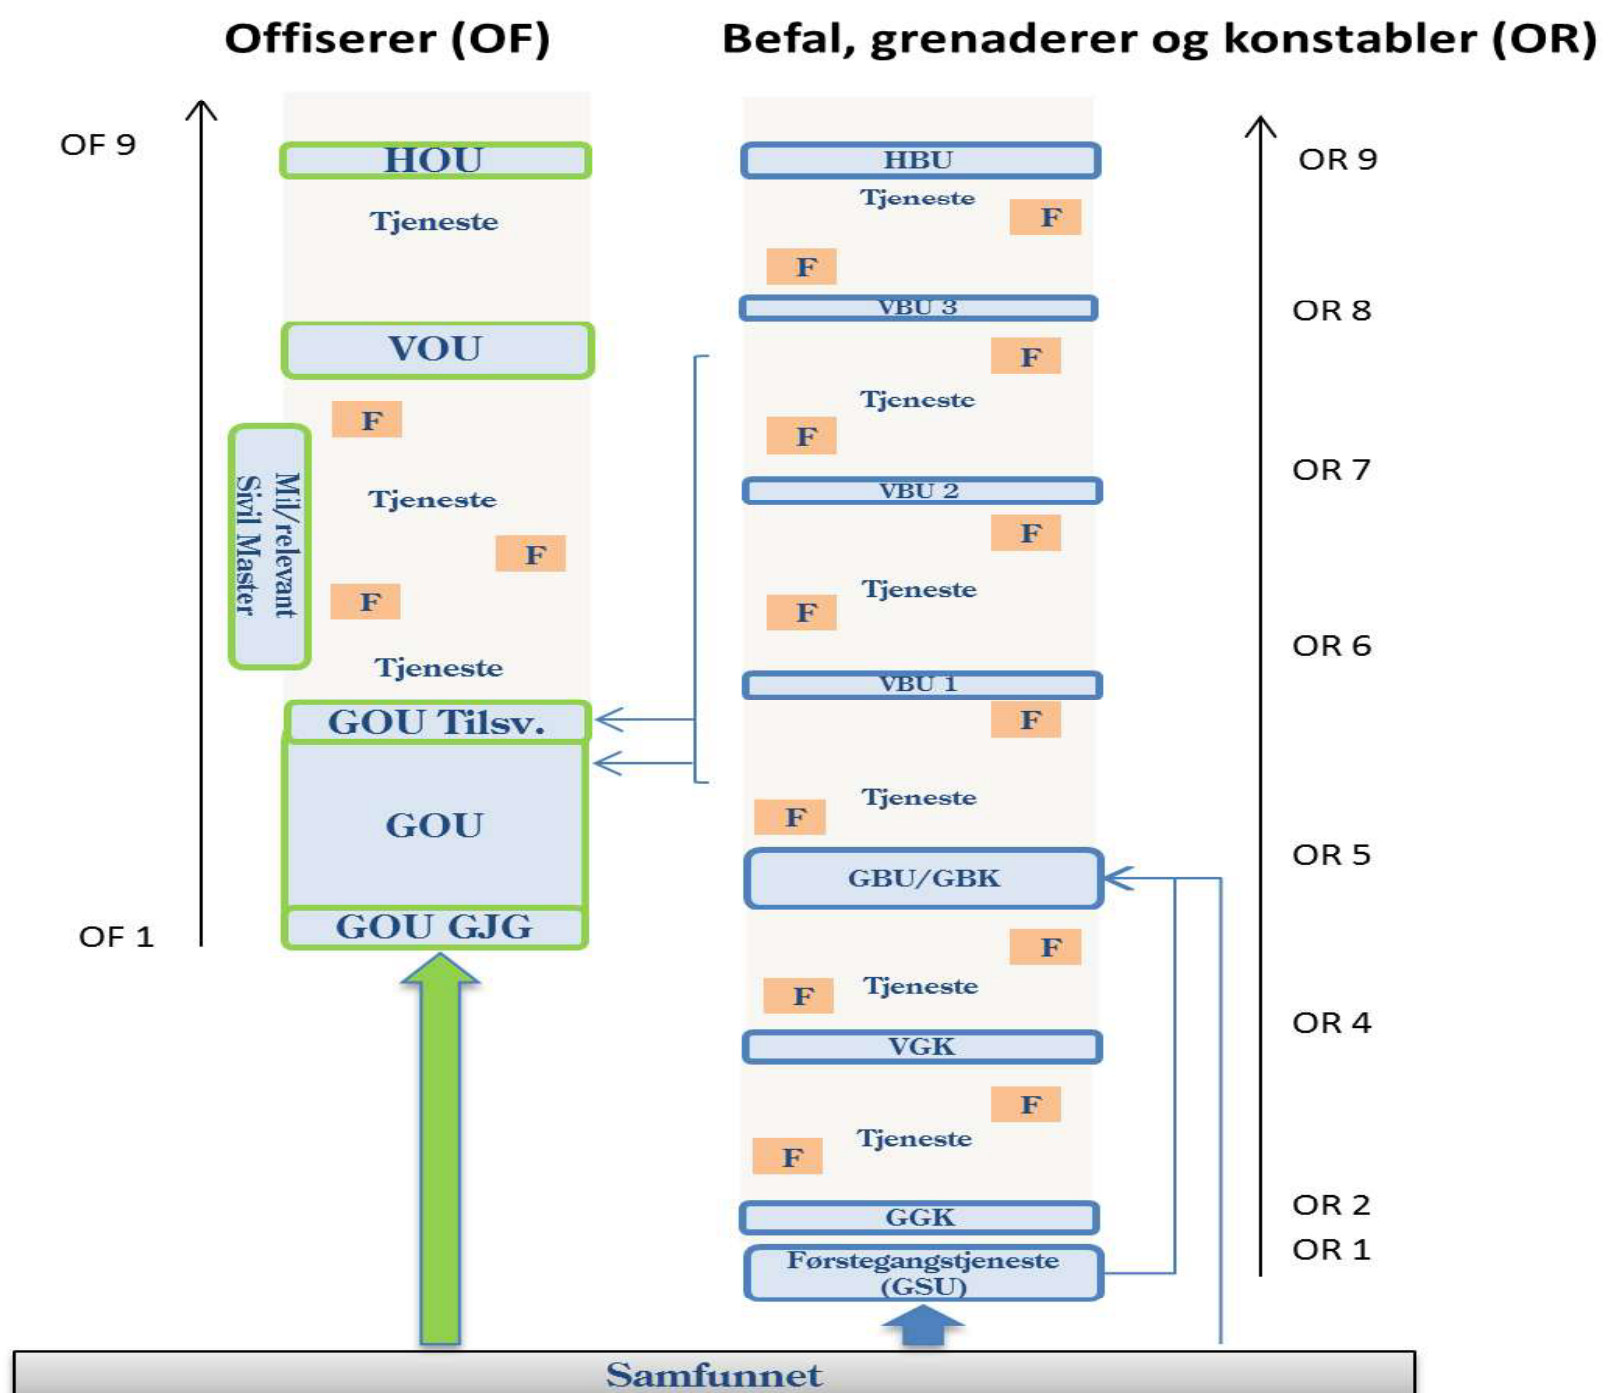 Offiserer (OF)
Befal, grenaderer og konstabler (OR)
OF 9
HOU
Tjeneste
VOU
F
Mil/relevant
Sivil Master
Tjeneste
F
F
Tjeneste
GOU Tilsv.
GOU
GOU GJG
OF 1
HBU
OR 9
Tjeneste
F
F
VBU 3
OR 8
F
Tjeneste
F
OR 7
VBU 2
F
Tjeneste
F
OR 6
VBU 1
F
Tjeneste
F
OR 5
GBU/GBK
F
Tjeneste
F
OR 4
VGK
F
Tjeneste
F
OR 2
GGK
OR 1
Førstegangstjeneste
(GSU)
Samfunnet